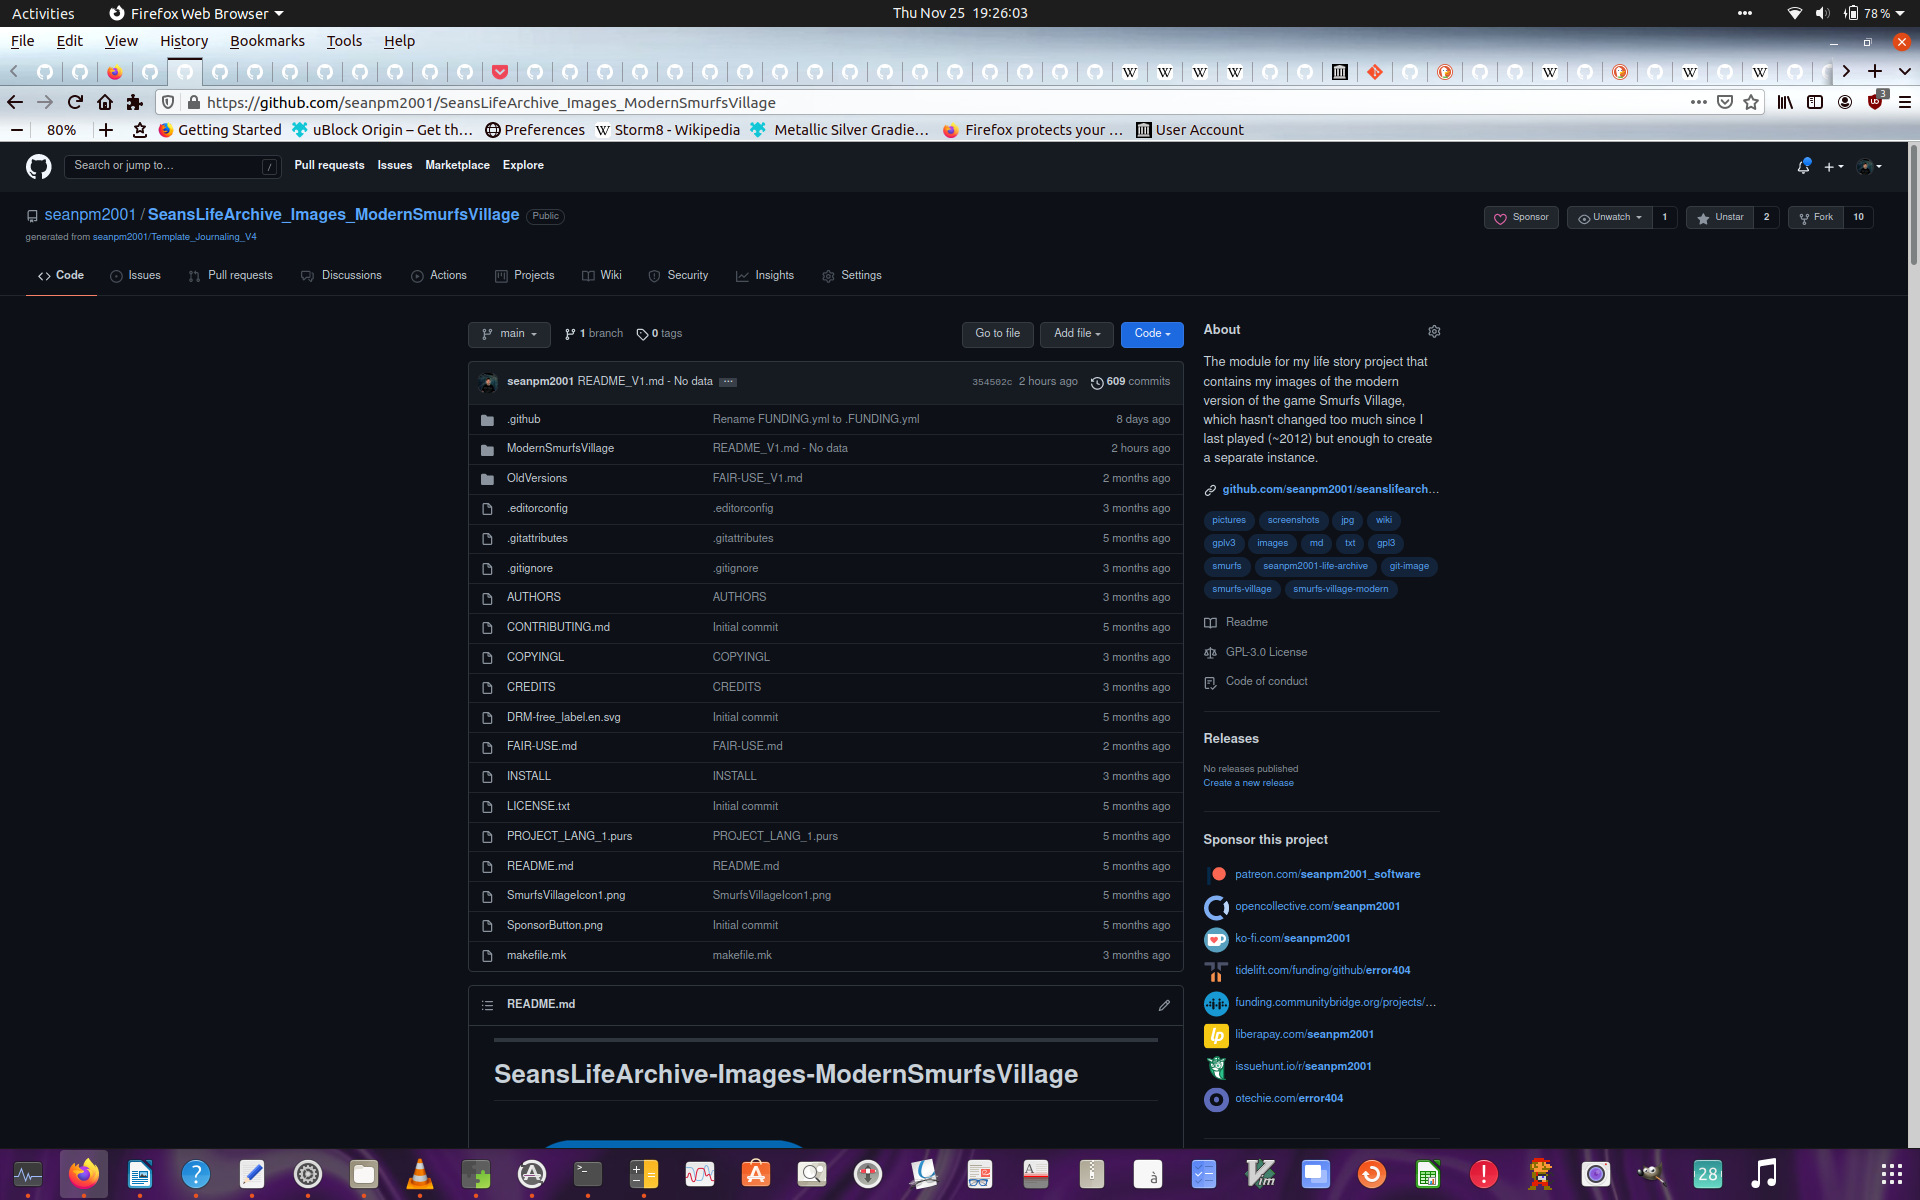 Activities
Firefox Web Browser
Thu Nov 25 19:26:03
78 %
File Edit View History Bookmarks Tools Help
https://github.com/seanpm2001/SeansLifeArchive_Images_ModernSmurfsVillage
3
80%
Getting Started
uBlock Origin – Get th…
Preferences
Storm8 - Wikipedia
Metallic Silver Gradie…
Firefox protects your …
User Account
Search or jump to…
/
Pull requests Issues Marketplace Explore
seanpm2001 / SeansLifeArchive_Images_ModernSmurfsVillage Public
generated from seanpm2001/Template_Journaling_V4
Sponsor
Unwatch 1
Unstar 2
Fork 10
Code Issues Pull requests Discussions Actions Projects Wiki Security Insights Settings
main
1 branch
0 tags
Go to file
Add file
Code
seanpm2001 README_V1.md - No data
354502c 2 hours ago 609 commits
.github Rename FUNDING.yml to .FUNDING.yml 8 days ago
ModernSmurfsVillage README_V1.md - No data 2 hours ago
OldVersions FAIR-USE_V1.md 2 months ago
.editorconfig .editorconfig 3 months ago
.gitattributes .gitattributes 5 months ago
.gitignore .gitignore 3 months ago
AUTHORS AUTHORS 3 months ago
CONTRIBUTING.md Initial commit 5 months ago
COPYINGL COPYINGL 3 months ago
CREDITS CREDITS 3 months ago
DRM-free_label.en.svg Initial commit 5 months ago
FAIR-USE.md FAIR-USE.md 2 months ago
INSTALL INSTALL 3 months ago
LICENSE.txt Initial commit 5 months ago
PROJECT_LANG_1.purs PROJECT_LANG_1.purs 5 months ago
README.md README.md 5 months ago
SmurfsVillageIcon1.png SmurfsVillageIcon1.png 5 months ago
SponsorButton.png Initial commit 5 months ago
makefile.mk makefile.mk 3 months ago
README.md
SeansLifeArchive-Images-ModernSmurfsVillage
About
The module for my life story project that
contains my images of the modern
version of the game Smurfs Village,
which hasn't changed too much since I
last played (~2012) but enough to create
a separate instance.
github.com/seanpm2001/seanslifearch…
pictures screenshots jpg wiki
gplv3 images md txt gpl3
smurfs seanpm2001-life-archive git-image
smurfs-village smurfs-village-modern
Readme
GPL-3.0 License
Code of conduct
Releases
No releases published
Create a new release
Sponsor this project
patreon.com/seanpm2001_software
opencollective.com/seanpm2001
ko-fi.com/seanpm2001
tidelift.com/funding/github/error404
funding.communitybridge.org/projects/…
liberapay.com/seanpm2001
issuehunt.io/r/seanpm2001
otechie.com/error404
28